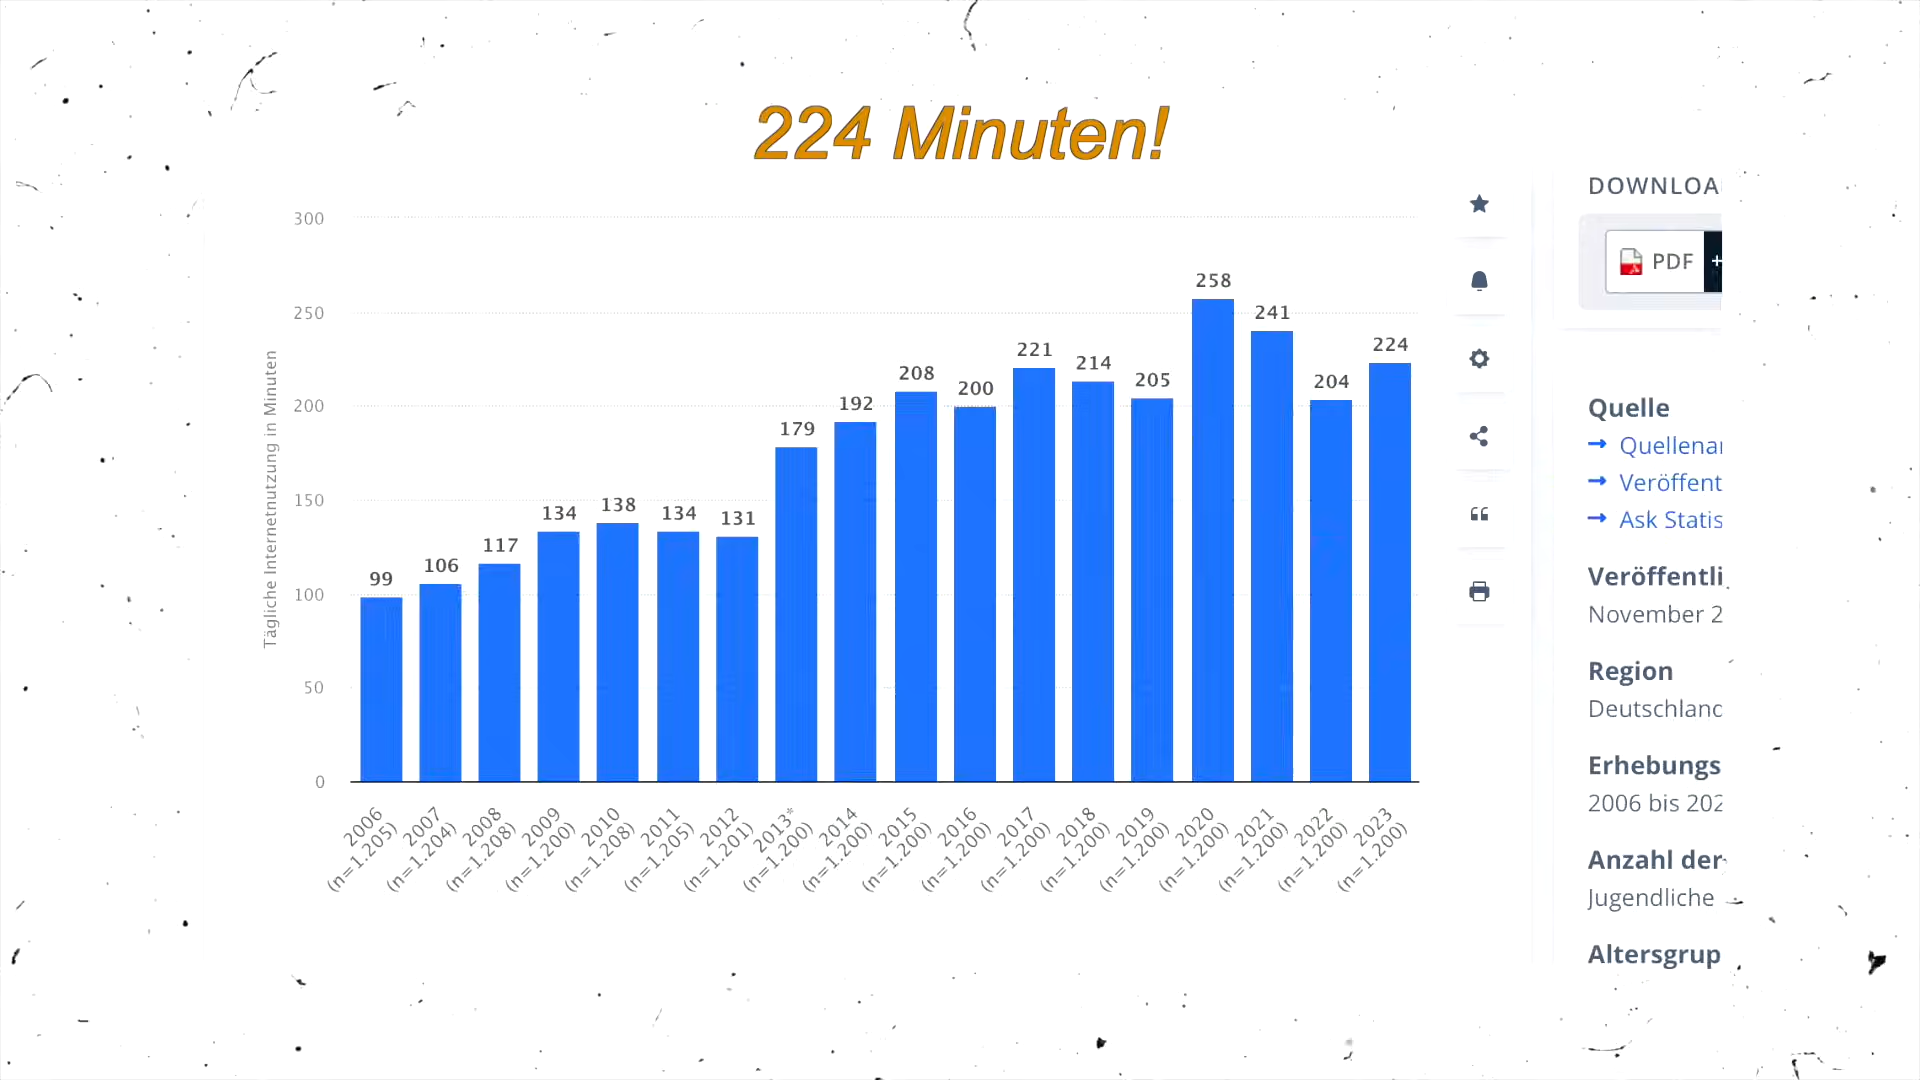 224 Minuten!
Tägliche Internetnutzung in Minuten
300
250
200
150
100
50
0
99
106
117
134
138
134
131
179
192
208
200
221
214
205
258
241
204
224
2006
(n=1.205)
2007
(n=1.204)
2008
(n=1.208)
2009
(n=1.200)
2010
(n=1.208)
2011
(n=1.205)
2012
(n=1.201)
2013*
(n=1.200)
2014
(n=1.200)
2015
(n=1.200)
2016
(n=1.200)
2017
(n=1.200)
2018
(n=1.200)
2019
(n=1.200)
2020
(n=1.200)
2021
(n=1.200)
2022
(n=1.200)
2023
(n=1.200)
DOWNLOA
PDF +
Quelle
→ Quellenar
→ Veröffent
→ Ask Statis
Veröffentli
November 2
Region
Deutschland
Erhebungs
2006 bis 202
Anzahl der
Jugendliche
Altersgrup